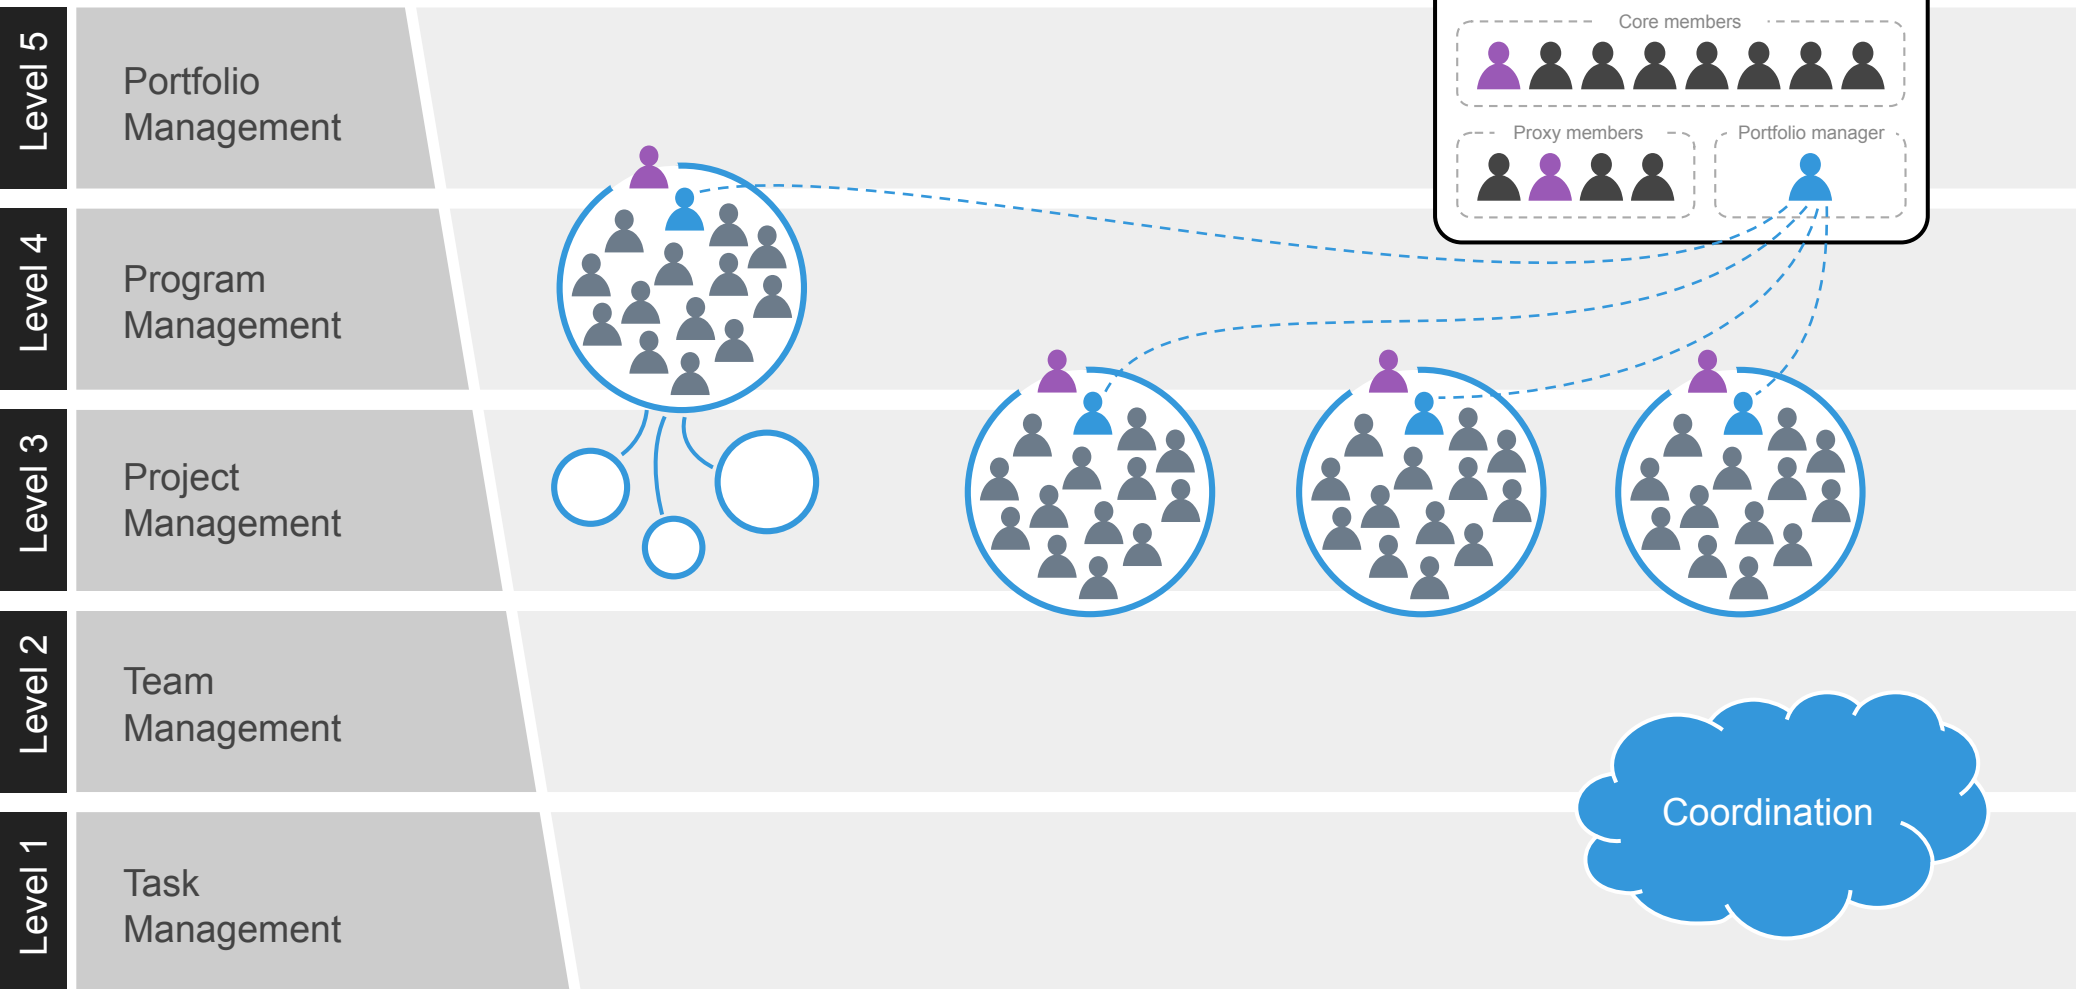 Level 5
Portfolio
Management
Core members
Proxy members
Portfolio manager
Level 4
Program
Management
Level 3
Project
Management
Level 2
Team
Management
Coordination
Level 1
Task
Management